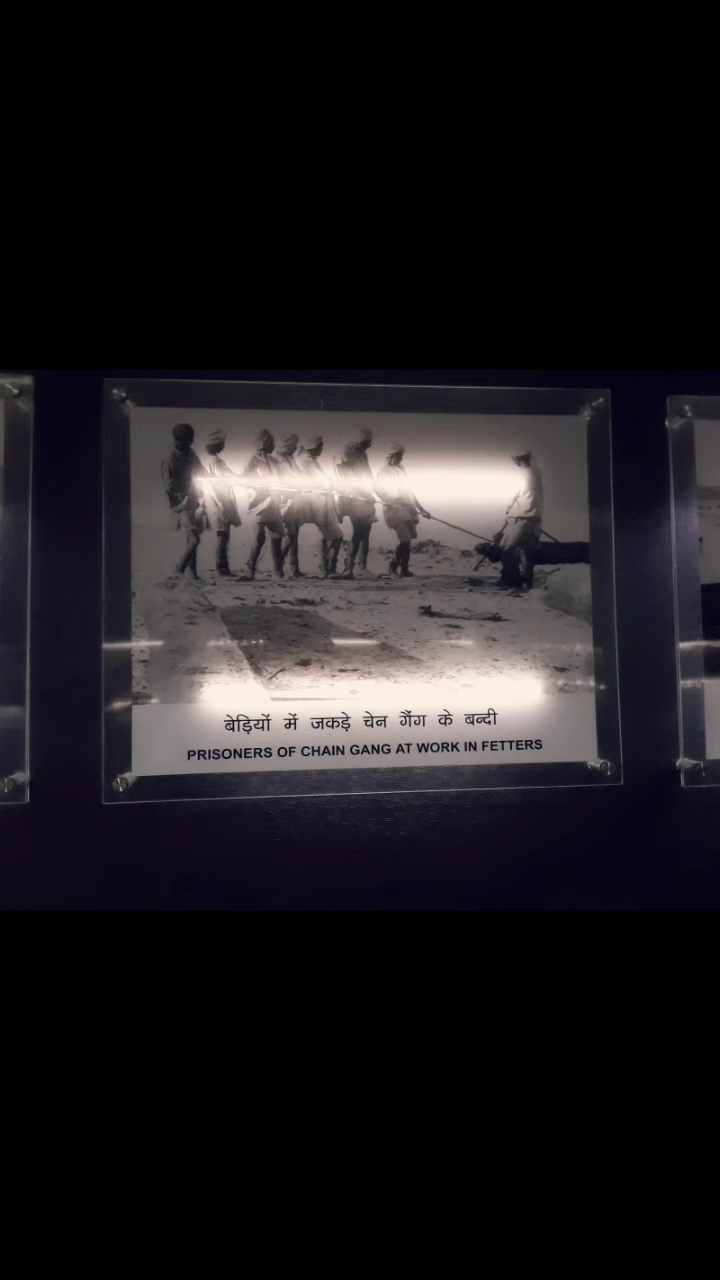 बेड़ियों में जकड़े चेन गैंग के बन्दी
PRISONERS OF CHAIN GANG AT WORK IN FETTERS